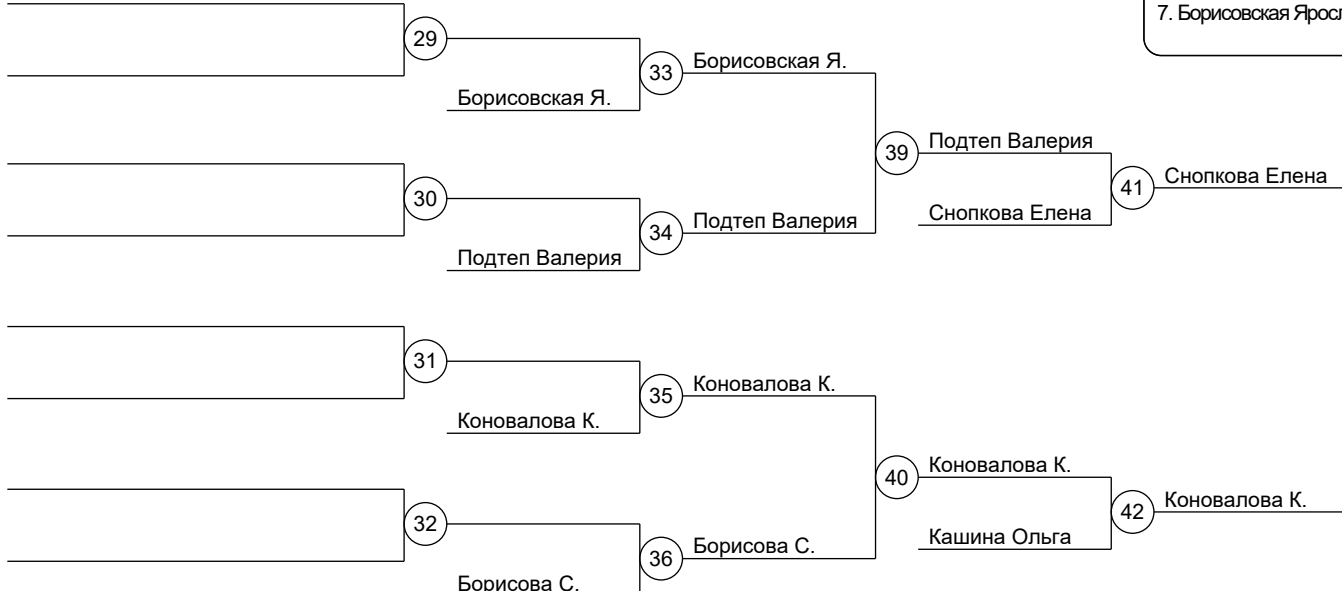 7. Борисовская
29
Борисовская Я.
33
Борисовская Я.
30
Подтеп Валерия
34
Подтеп Валерия
39
Подтеп Валерия
Снопкова Елена
41
Снопкова Елена
31
Коновалова К.
35
Коновалова К.
32
Борисова С.
36
Борисова С.
40
Коновалова К.
Кашина Ольга
42
Коновалова К.